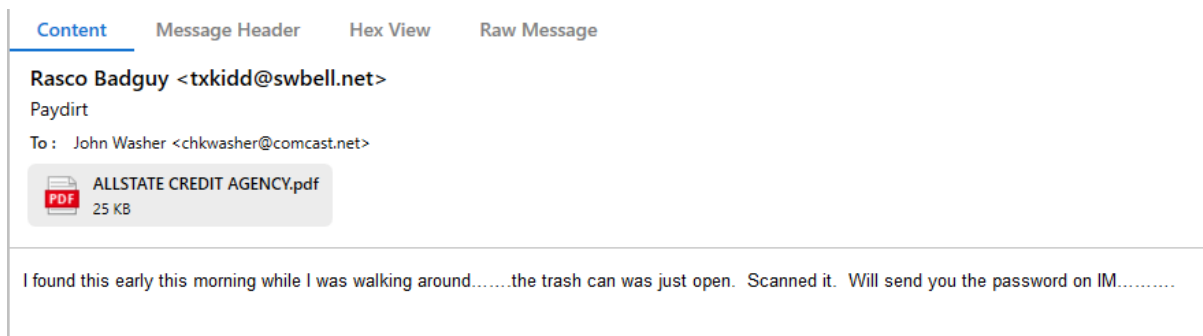 Content Message Header Hex View Raw Message
Rasco Badguy <txkidd@swbell.net>
Paydirt
To : John Washer <chkwasher@comcast.net>
PDF
ALLSTATE CREDIT AGENCY.pdf
25 KB
I found this early this morning while I was walking around…….the trash can was just open. Scanned it. Will send you the password on IM……….